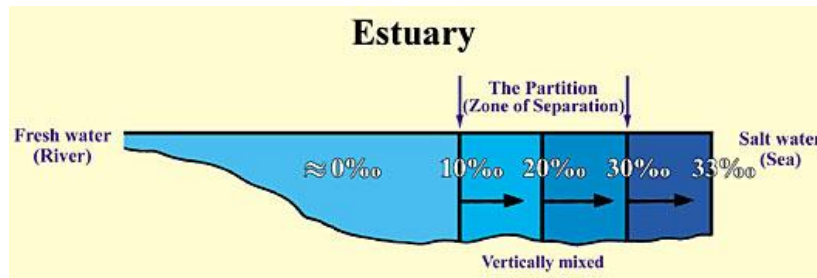 Estuary
The Partition
(Zone of Separation)
Fresh water
(River)
Salt water
(Sea)
≈0‰ 10‰ 20‰ 30‰ 33‰
Vertically mixed